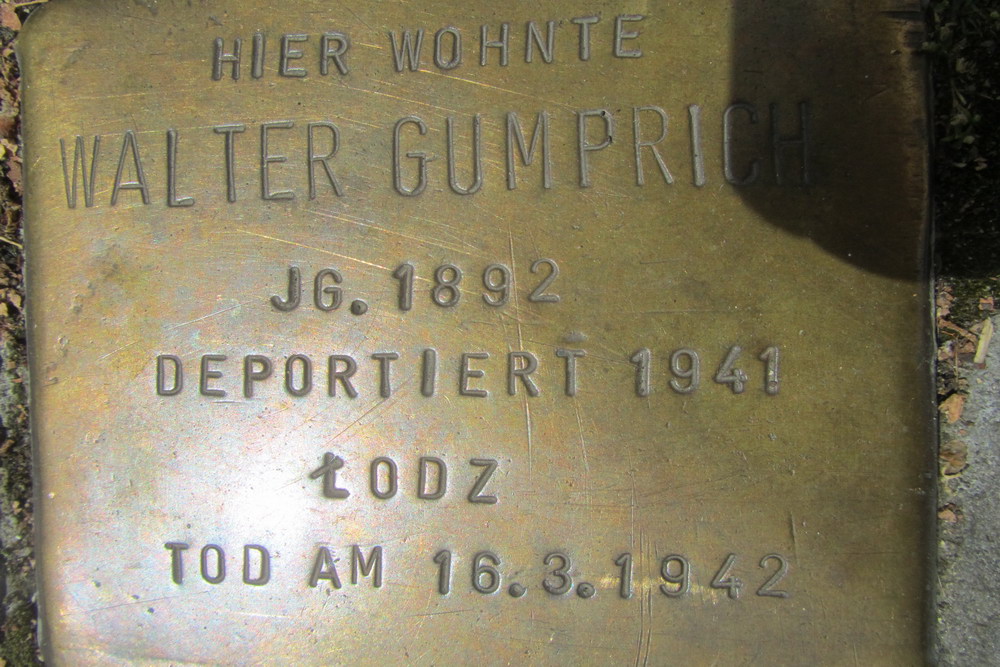 HIER WOHNTE
WALTER GUMPRICH
JG. 1892
DEPORTIERT 1941
ŁODZ
TOD AM 16.3.1942